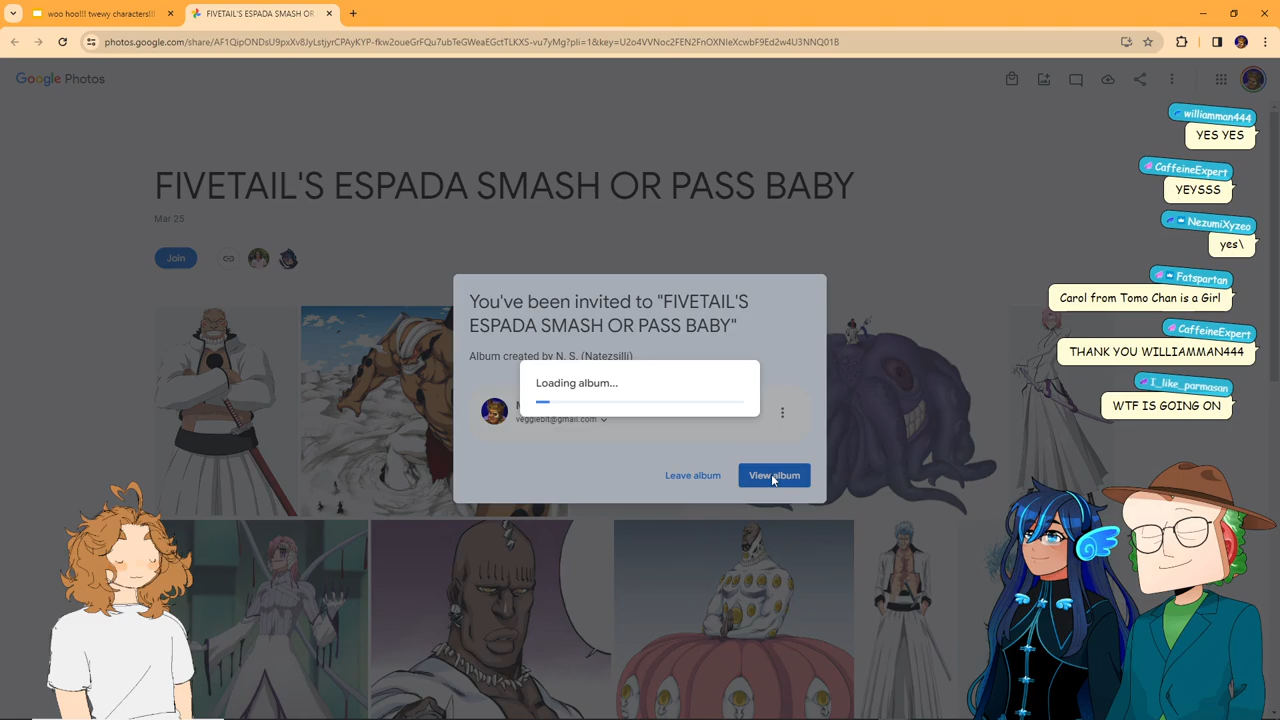 woo hoo!!! twewy characters!!!
FIVETAIL'S ESPADA SMASH OR
photos.google.com/share/AF1QipONDsU9pxXv8JyLstjyrCPAyKYP-fkw2oueGrFQu7ubTeGWeaEGctTLKXS-vu7yMg?pli=1&key=U2o4VVNoc2FEN2FnOXNIeXcwbF9Ed2w4U3NNQ01B
Google Photos
FIVETAIL'S ESPADA SMASH OR PASS BABY
Mar 25
Join
You've been invited to "FIVETAIL'S
ESPADA SMASH OR PASS BABY"
Album created by N. S. (Natezsilli)
Loading album...
veggiebit@gmail.com
Leave album
View album
williamman444
YES YES
CaffeineExpert
YEYSSS
NezumiXyzeo
yes\
Fatspartan
Carol from Tomo Chan is a Girl
CaffeineExpert
THANK YOU WILLIAMMAN444
I_like_parmasan
WTF IS GOING ON